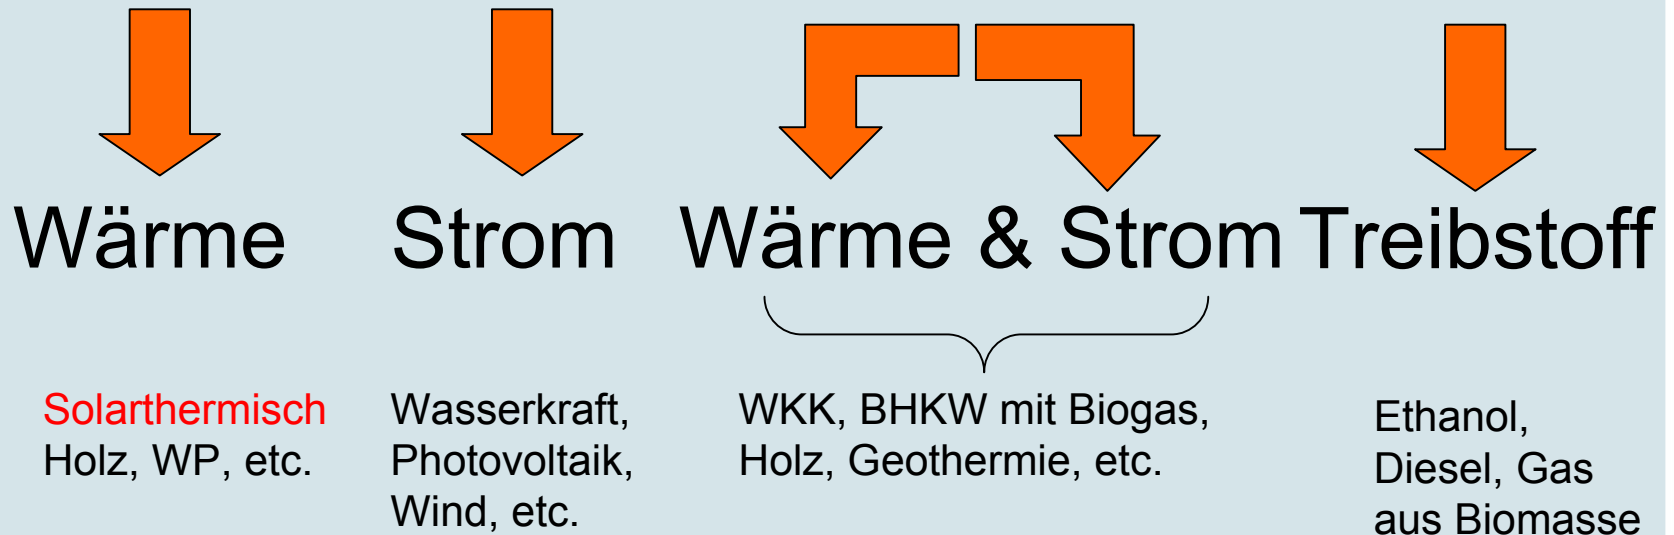 Wärme
Strom
Wärme & Strom
Treibstoff
Solarthermisch
Holz, WP, etc.
Wasserkraft,
Photovoltaik,
Wind, etc.
WKK, BHKW mit Biogas,
Holz, Geothermie, etc.
Ethanol,
Diesel, Gas
aus Biomasse